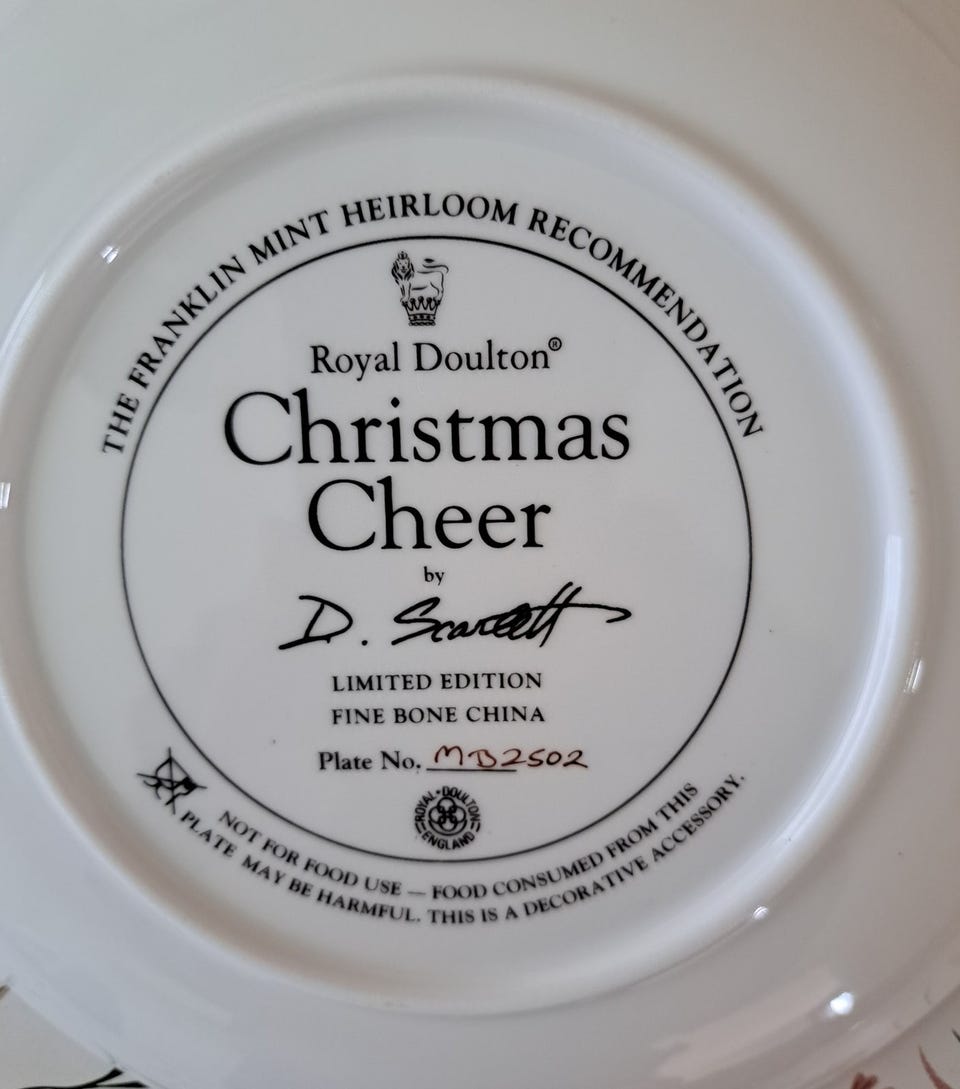 THE FRANKLIN MINT HEIRLOOM RECOMMENDATION
Royal Doulton®
Christmas
Cheer
by
D. Scarlett
LIMITED EDITION
FINE BONE CHINA
Plate No. MB2502
ROYAL · DOULTON
ENGLAND
NOT FOR FOOD USE — FOOD CONSUMED FROM THIS
PLATE MAY BE HARMFUL. THIS IS A DECORATIVE ACCESSORY.